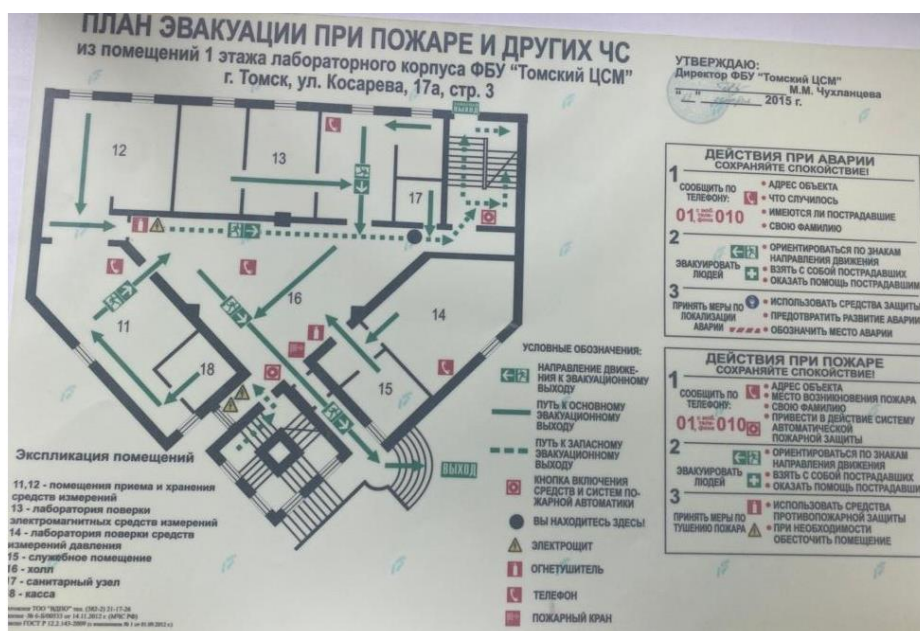 ПЛАН ЭВАКУАЦИИ ПРИ ПОЖАРЕ И ДРУГИХ ЧС
из помещений 1 этажа лабораторного корпуса ФБУ "Томский ЦСМ"
г. Томск, ул. Косарева, 17а, стр. 3
УТВЕРЖДАЮ:
Директор ФБУ "Томский ЦСМ"
М.М. Чухланцева
2015 г.
ВЫХОД
12
13
17
16
14
11
18
15
ВЫХОД
Экспликация помещений
11,12 - помещения приема и хранения
средств измерений
13 - лаборатория поверки
электромагнитных средств измерений
14 - лаборатория поверки средств
измерений давления
15 - служебное помещение
16 - холл
17 - санитарный узел
18 - касса
УСЛОВНЫЕ ОБОЗНАЧЕНИЯ:
НАПРАВЛЕНИЕ ДВИЖЕ-
НИЯ К ЭВАКУАЦИОННОМУ
ВЫХОДУ
ПУТЬ К ОСНОВНОМУ
ЭВАКУАЦИОННОМУ
ВЫХОДУ
ПУТЬ К ЗАПАСНОМУ
ЭВАКУАЦИОННОМУ
ВЫХОДУ
КНОПКА ВКЛЮЧЕНИЯ
СРЕДСТВ И СИСТЕМ ПО-
ЖАРНОЙ АВТОМАТИКИ
ВЫ НАХОДИТЕСЬ ЗДЕСЬ!
ЭЛЕКТРОЩИТ
ОГНЕТУШИТЕЛЬ
ТЕЛЕФОН
ПОЖАРНЫЙ КРАН
ДЕЙСТВИЯ ПРИ АВАРИИ
СОХРАНЯЙТЕ СПОКОЙСТВИЕ!
1
СООБЩИТЬ ПО
ТЕЛЕФОНУ:
01 010
• АДРЕС ОБЪЕКТА
• ЧТО СЛУЧИЛОСЬ
• ИМЕЮТСЯ ЛИ ПОСТРАДАВШИЕ
• СВОЮ ФАМИЛИЮ
2
ЭВАКУИРОВАТЬ
ЛЮДЕЙ
• ОРИЕНТИРОВАТЬСЯ ПО ЗНАКАМ
НАПРАВЛЕНИЯ ДВИЖЕНИЯ
• ВЗЯТЬ С СОБОЙ ПОСТРАДАВШИХ
• ОКАЗАТЬ ПОМОЩЬ ПОСТРАДАВШИМ
3
ПРИНЯТЬ МЕРЫ ПО
ЛОКАЛИЗАЦИИ
АВАРИИ
• ИСПОЛЬЗОВАТЬ СРЕДСТВА ЗАЩИТЫ
• ПРЕДОТВРАТИТЬ РАЗВИТИЕ АВАРИИ
• ОБОЗНАЧИТЬ МЕСТО АВАРИИ
ДЕЙСТВИЯ ПРИ ПОЖАРЕ
СОХРАНЯЙТЕ СПОКОЙСТВИЕ!
1
СООБЩИТЬ ПО
ТЕЛЕФОНУ:
01 010
• АДРЕС ОБЪЕКТА
• МЕСТО ВОЗНИКНОВЕНИЯ ПОЖАРА
• СВОЮ ФАМИЛИЮ
• ПРИВЕСТИ В ДЕЙСТВИЕ СИСТЕМ
АВТОМАТИЧЕСКОЙ
ПОЖАРНОЙ ЗАЩИТЫ
2
ЭВАКУИРОВАТЬ
ЛЮДЕЙ
• ОРИЕНТИРОВАТЬСЯ ПО ЗНАКАМ
НАПРАВЛЕНИЯ ДВИЖЕНИЯ
• ВЗЯТЬ С СОБОЙ ПОСТРАДАВШИХ
• ОКАЗАТЬ ПОМОЩЬ ПОСТРАДАВШИМ
3
ПРИНЯТЬ МЕРЫ ПО
ТУШЕНИЮ ПОЖАРА
• ИСПОЛЬЗОВАТЬ СРЕДСТВА
ПРОТИВОПОЖАРНОЙ ЗАЩИТЫ
• ПРИ НЕОБХОДИМОСТИ
ОБЕСТОЧИТЬ ПОМЕЩЕНИЕ